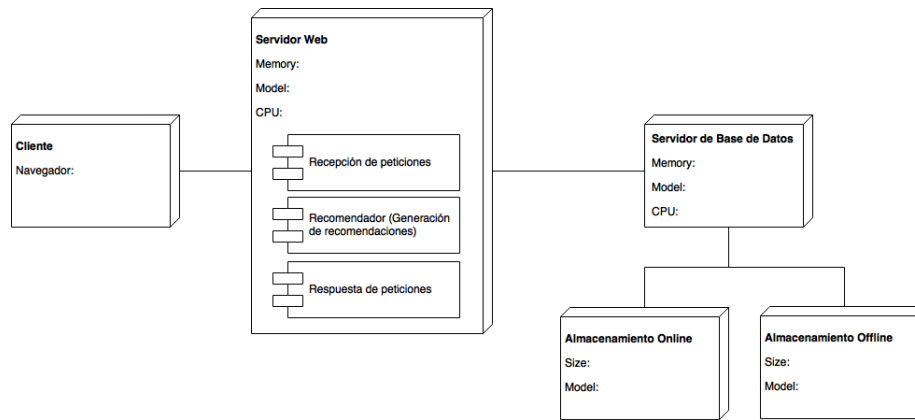 Servidor Web
Memory:
Model:
CPU:
Recepción de peticiones
Recomendador (Generación
de recomendaciones)
Respuesta de peticiones
Cliente
Navegador:
Servidor de Base de Datos
Memory:
Model:
CPU:
Almacenamiento Online
Size:
Model:
Almacenamiento Offline
Size:
Model: